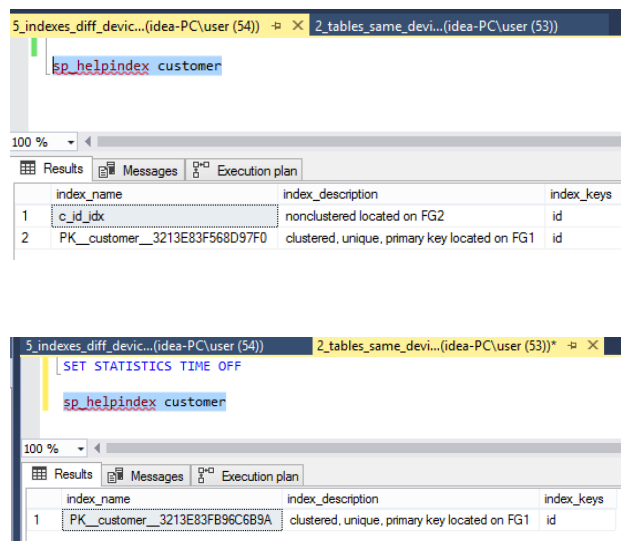 5_indexes_diff_devic...(idea-PC\user (54)) 2_tables_same_devi...(idea-PC\user (53))
sp_helpindex customer
100 %
Results Messages Execution plan
index_name index_description index_keys
1 c_id_idx nonclustered located on FG2 id
2 PK__customer__3213E83F568D97F0 clustered, unique, primary key located on FG1 id
5_indexes_diff_devic...(idea-PC\user (54)) 2_tables_same_devi...(idea-PC\user (53))*
SET STATISTICS TIME OFF
sp_helpindex customer
100 %
Results Messages Execution plan
index_name index_description index_keys
1 PK__customer__3213E83FB96C6B9A clustered, unique, primary key located on FG1 id